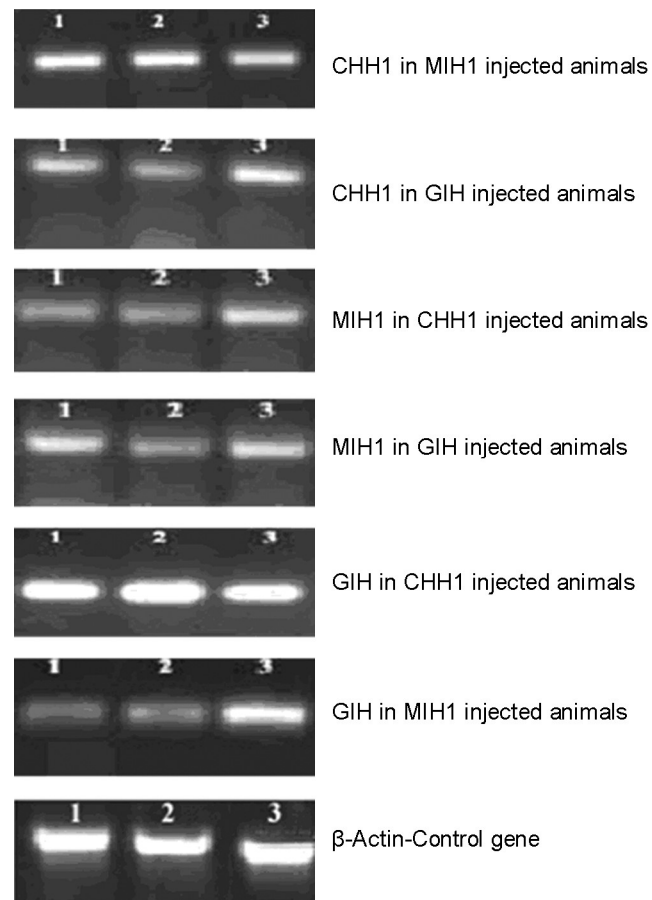 1 2 3
CHH1 in MIH1 injected animals
1 2 3
CHH1 in GIH injected animals
1 2 3
MIH1 in CHH1 injected animals
1 2 3
MIH1 in GIH injected animals
1 2 3
GIH in CHH1 injected animals
1 2 3
GIH in MIH1 injected animals
1 2 3
β-Actin-Control gene